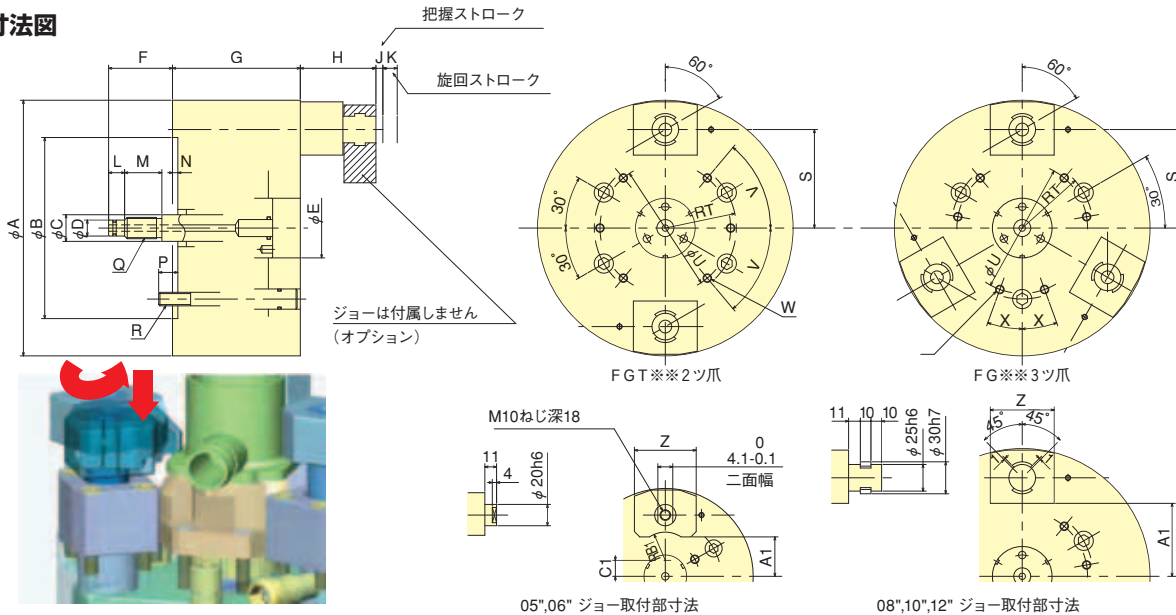 寸法図
把握ストローク
F
G
H
J
K
旋回ストローク
L
M
N
φA
φB
φC
φD
φE
Q
P
R
ジョーは付属しません
(オプション)
60°
S
30°
30°
RT
φU
V
V
W
FGT※※2ツ爪
60°
S
30°
RT
φU
X
X
FG※※3ツ爪
M10ねじ深18
11
4
φ20h6
Z
0
4.1-0.1
二面幅
RB1
C1
A1
05",06" ジョー取付部寸法
11
10
10
φ25h6
φ30h7
Z
45°
45°
A1
08",10",12" ジョー取付部寸法